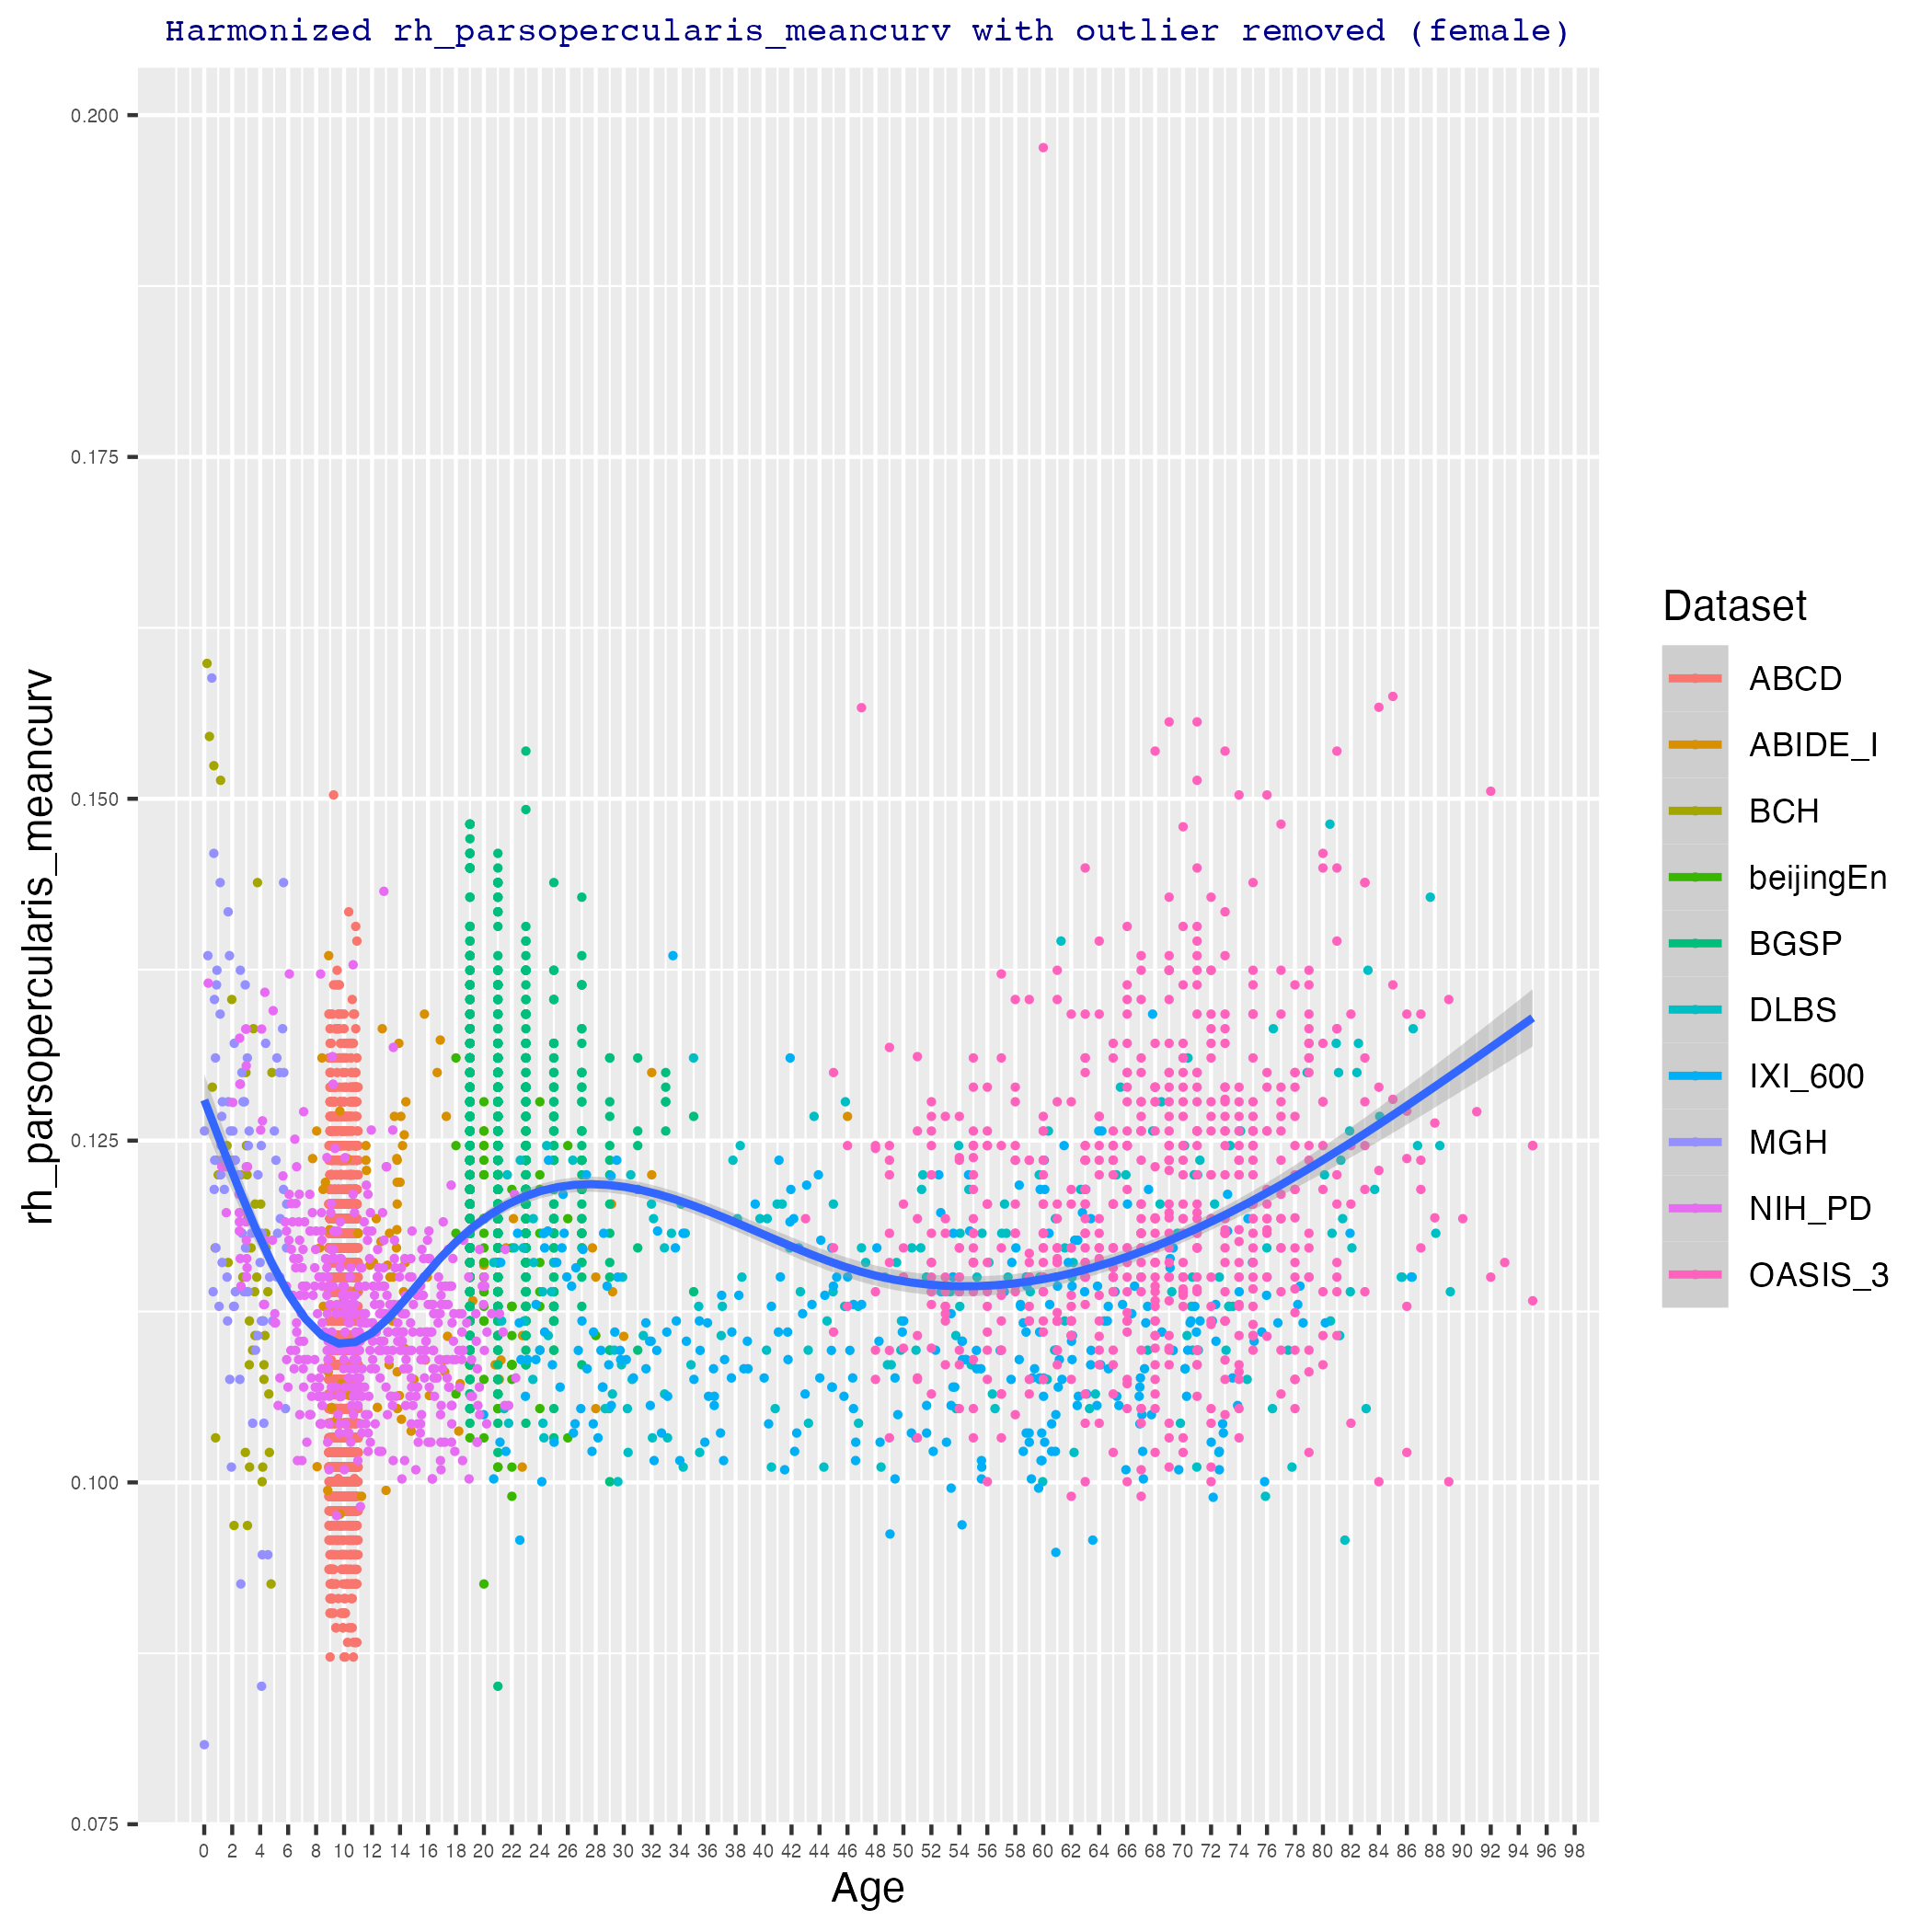 Harmonized rh_parsopercularis_meancurv with outlier removed (female)
rh_parsopercularis_meancurv
0.200
0.175
0.150
0.125
0.100
0.075
0 2 4 6 8 10 12 14 16 18 20 22 24 26 28 30 32 34 36 38 40 42 44 46 48 50 52 54 56 58 60 62 64 66 68 70 72 74 76 78 80 82 84 86 88 90 92 94 96 98
Age
Dataset
ABCD
ABIDE_I
BCH
beijingEn
BGSP
DLBS
IXI_600
MGH
NIH_PD
OASIS_3